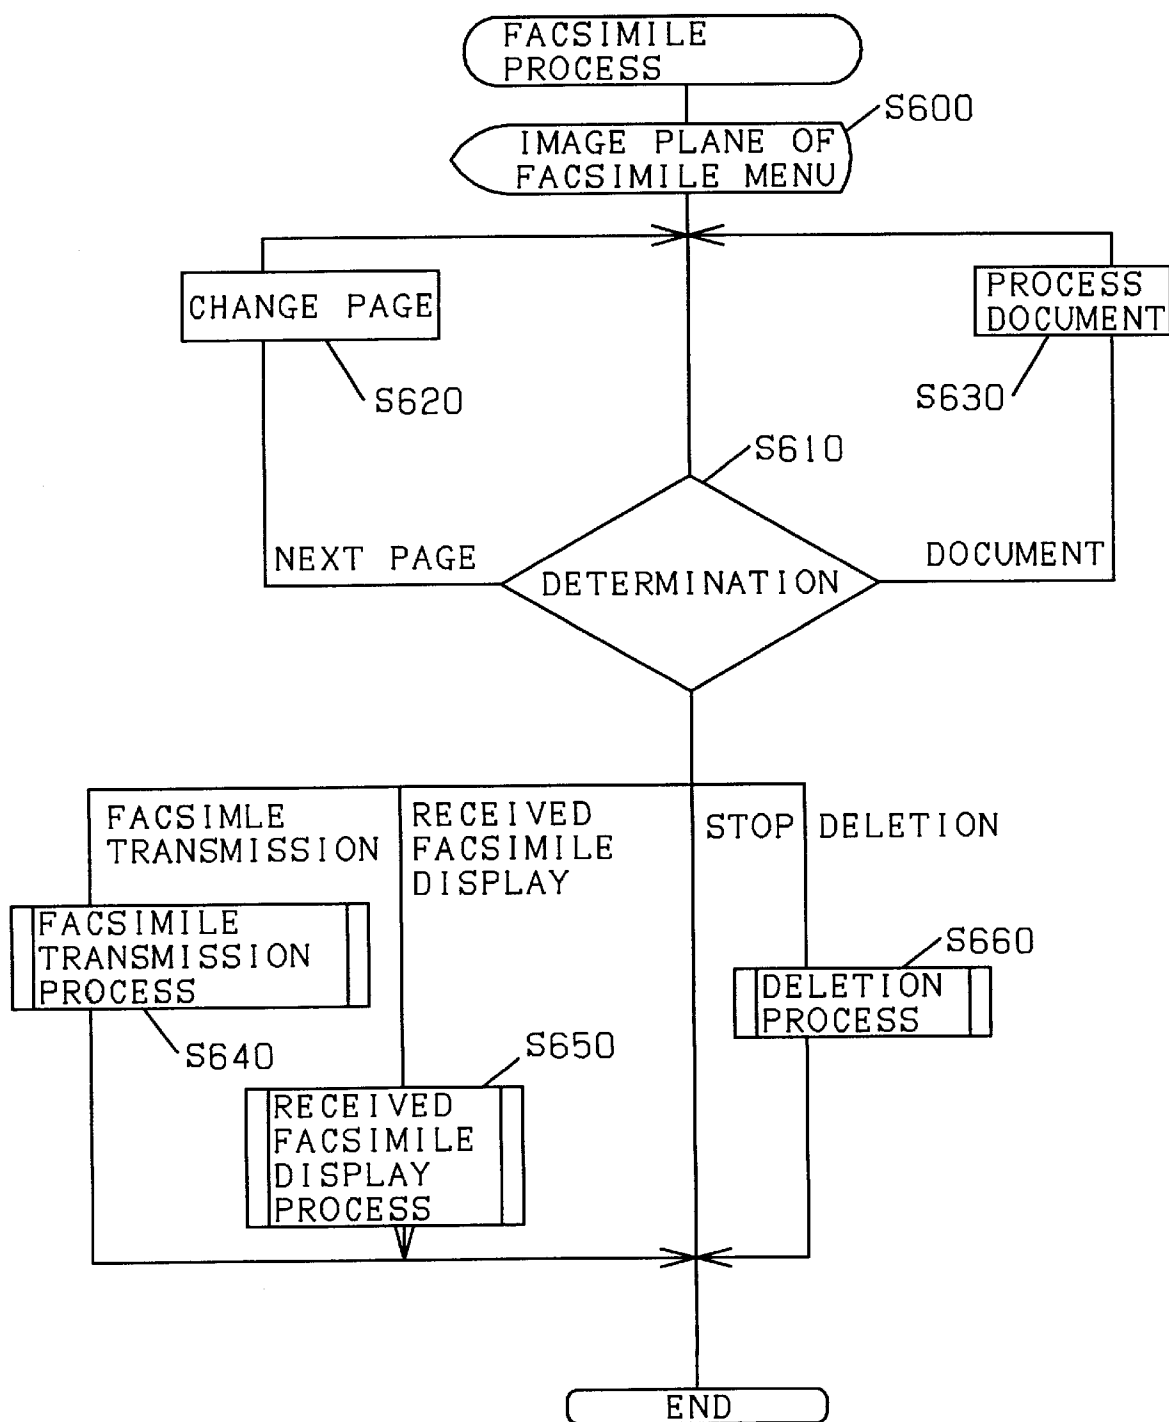 FACSIMILE
PROCESS
S600
IMAGE PLANE OF
FACSIMILE MENU
CHANGE PAGE
S620
PROCESS
DOCUMENT
S630
S610
NEXT PAGE
DETERMINATION
DOCUMENT
FACSIMLE
TRANSMISSION
RECEIVED
FACSIMILE
DISPLAY
STOP
DELETION
FACSIMILE
TRANSMISSION
PROCESS
S640
S650
RECEIVED
FACSIMILE
DISPLAY
PROCESS
S660
DELETION
PROCESS
END